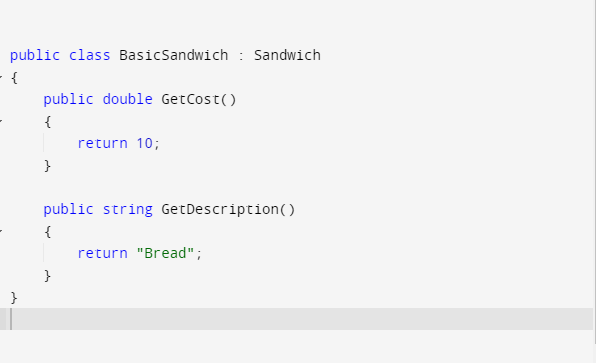 public class BasicSandwich : Sandwich
{
    public double GetCost()
    {
        return 10;
    }

    public string GetDescription()
    {
        return "Bread";
    }
}